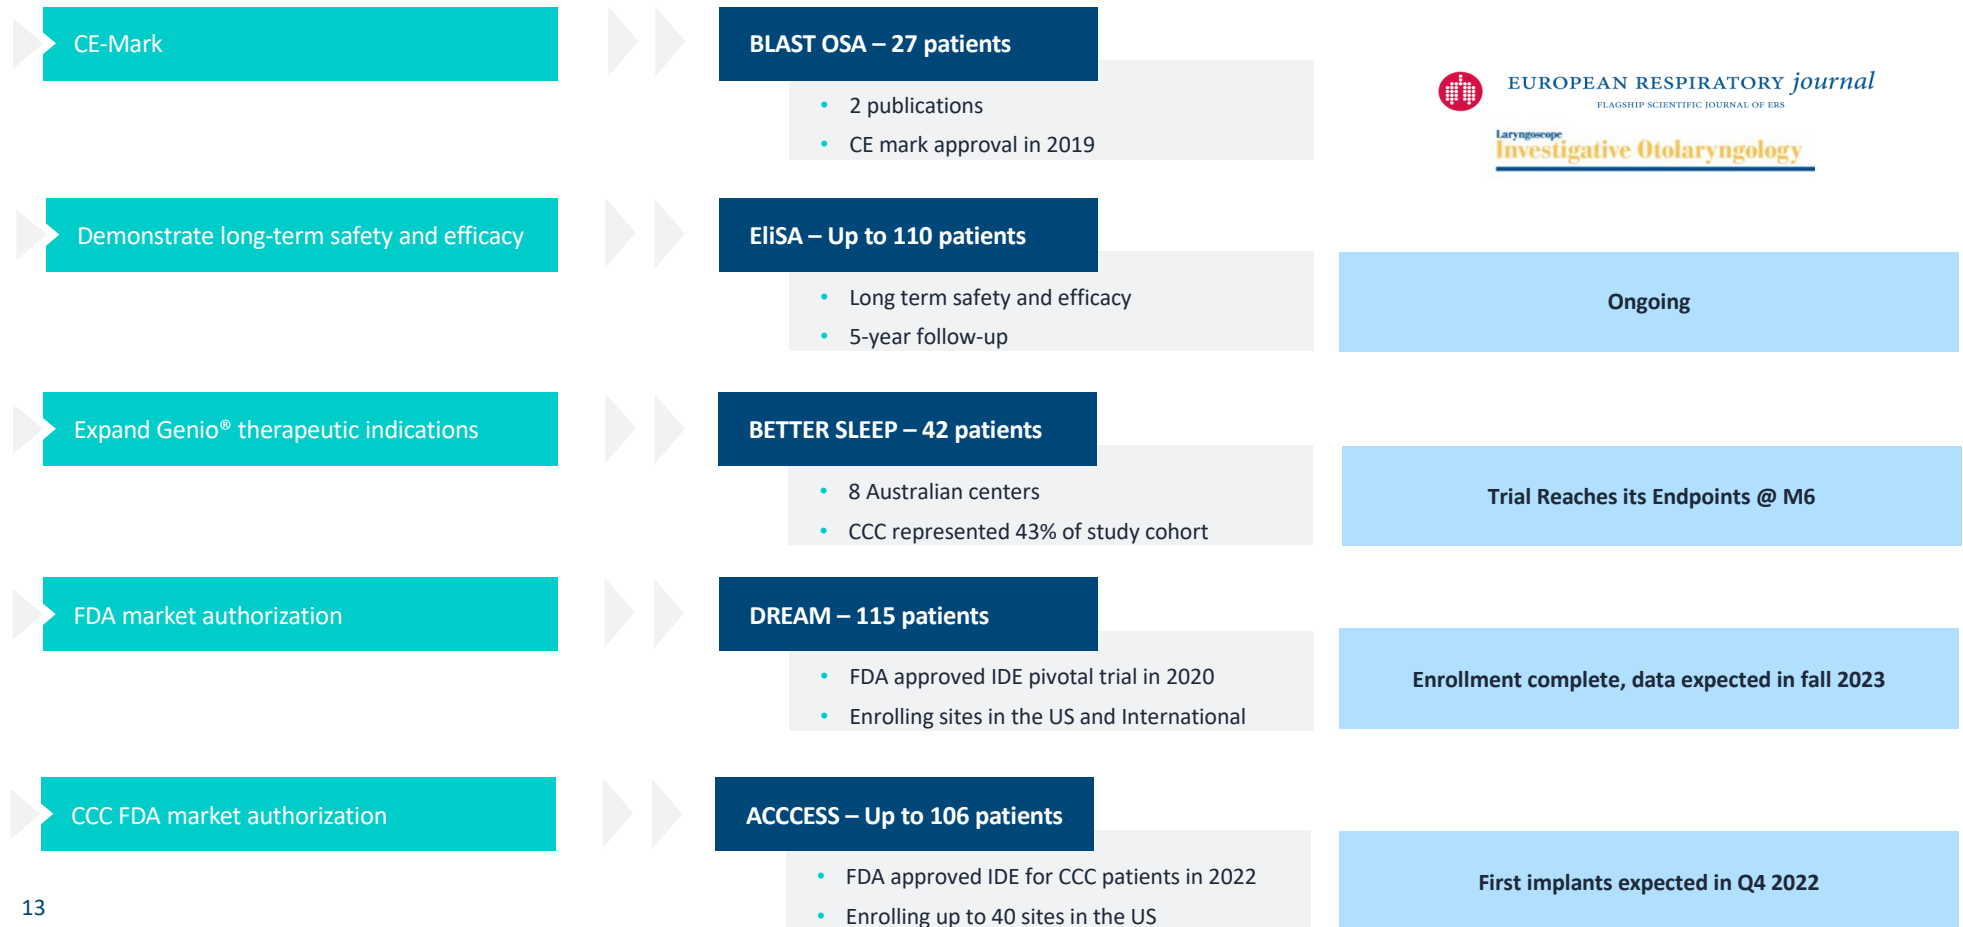 CE-Mark
BLAST OSA – 27 patients
• 2 publications
• CE mark approval in 2019
EUROPEAN RESPIRATORY journal
FLAGSHIP SCIENTIFIC JOURNAL OF ERS
Laryngoscope
Investigative Otolaryngology
Demonstrate long-term safety and efficacy
EliSA – Up to 110 patients
• Long term safety and efficacy
• 5-year follow-up
Ongoing
Expand Genio® therapeutic indications
BETTER SLEEP – 42 patients
• 8 Australian centers
• CCC represented 43% of study cohort
Trial Reaches its Endpoints @ M6
FDA market authorization
DREAM – 115 patients
• FDA approved IDE pivotal trial in 2020
• Enrolling sites in the US and International
Enrollment complete, data expected in fall 2023
CCC FDA market authorization
ACCCESS – Up to 106 patients
• FDA approved IDE for CCC patients in 2022
• Enrolling up to 40 sites in the US
First implants expected in Q4 2022
13